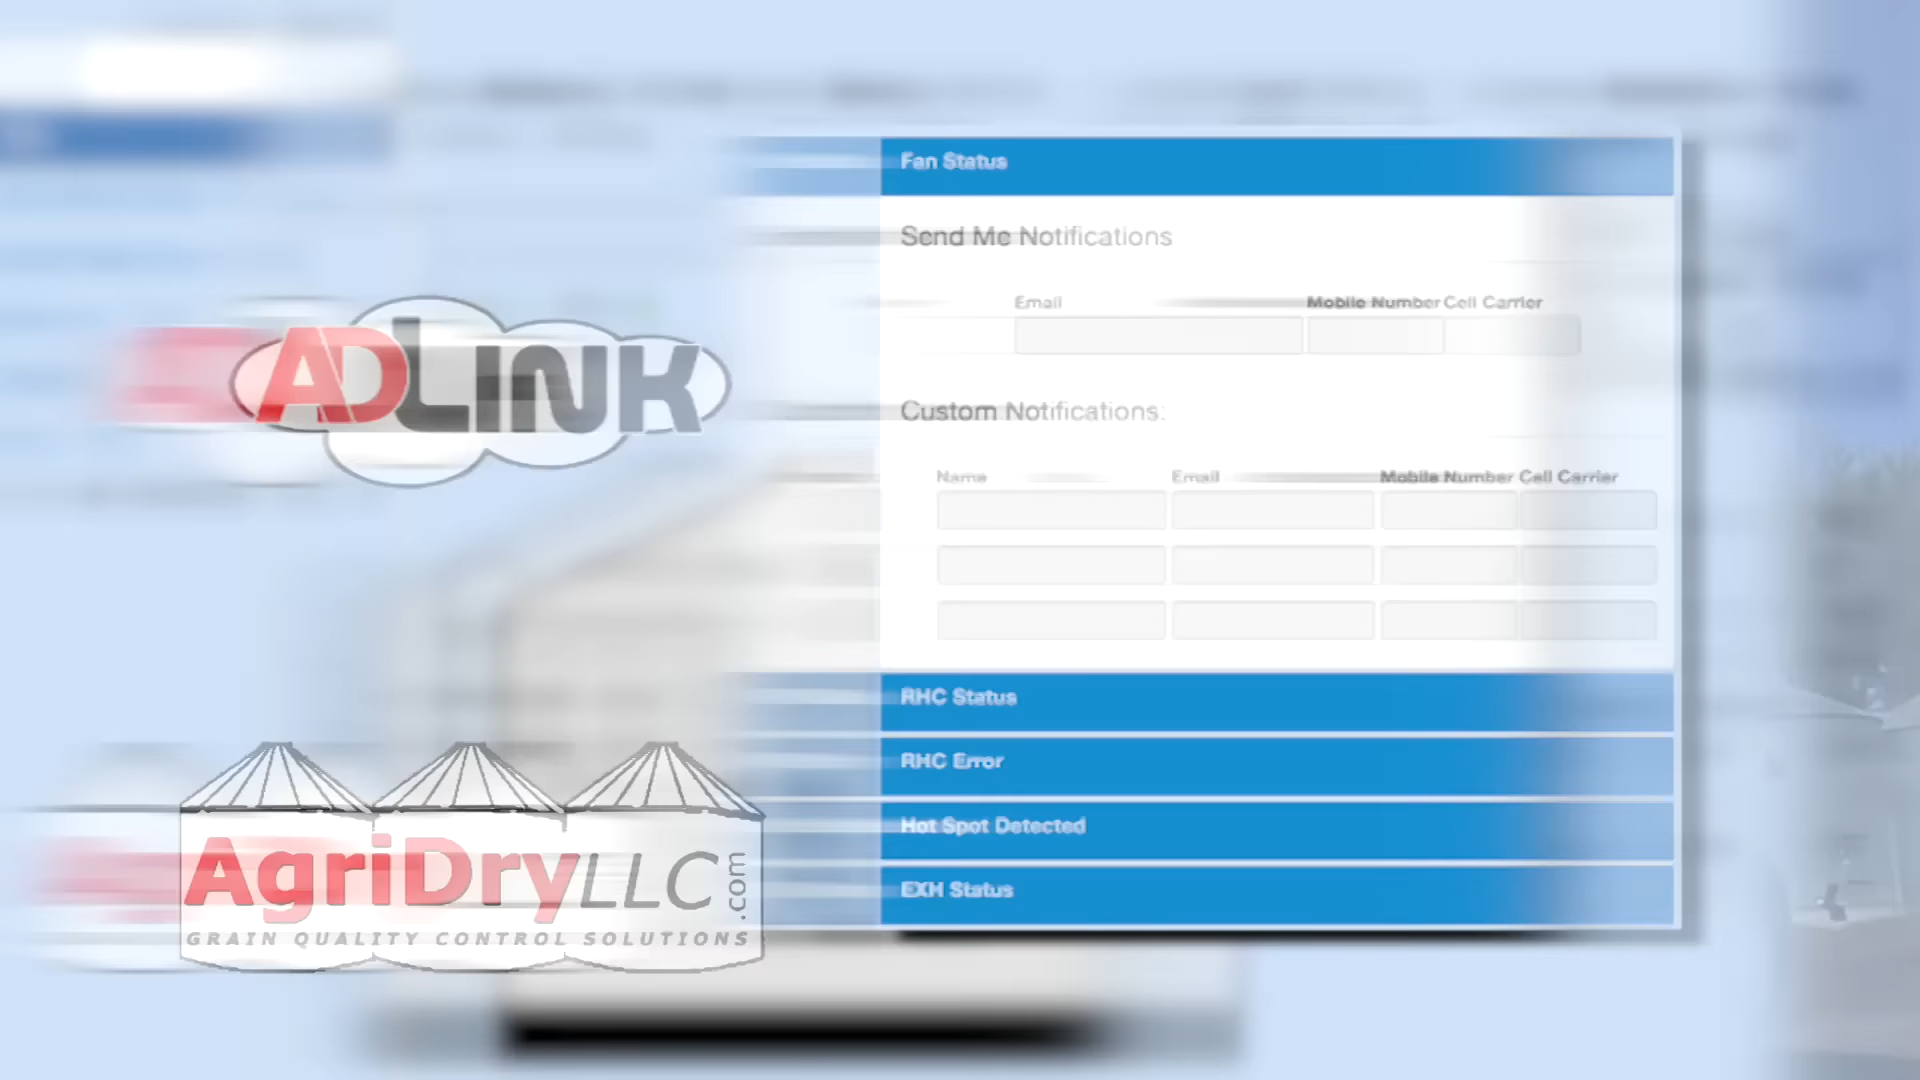 Fan Status
Send Me Notifications
Email Mobile Number Cell Carrier
Custom Notifications:
Name Email Mobile Number Cell Carrier
RHC Status
RHC Error
Hot Spot Detected
EXH Status
ADLINK
AgriDryLLC.com
GRAIN QUALITY CONTROL SOLUTIONS